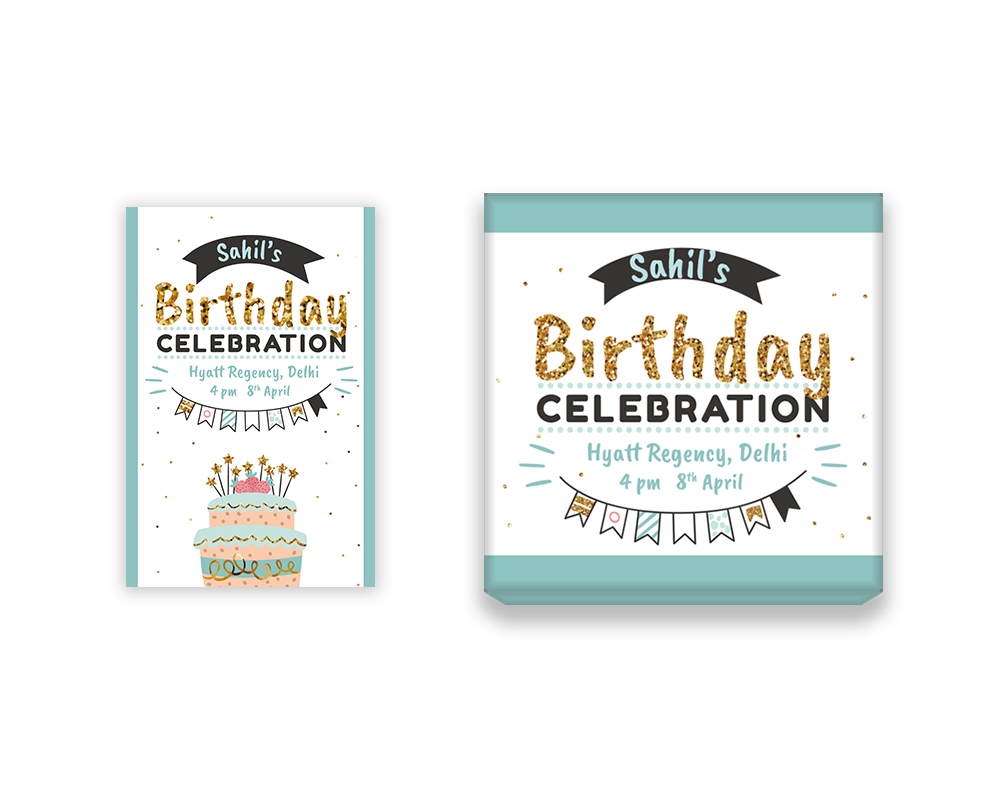 Sahil's
Birthday
CELEBRATION
Hyatt Regency, Delhi
4 pm 8th April
Sahil's
Birthday
CELEBRATION
Hyatt Regency, Delhi
4 pm 8th April